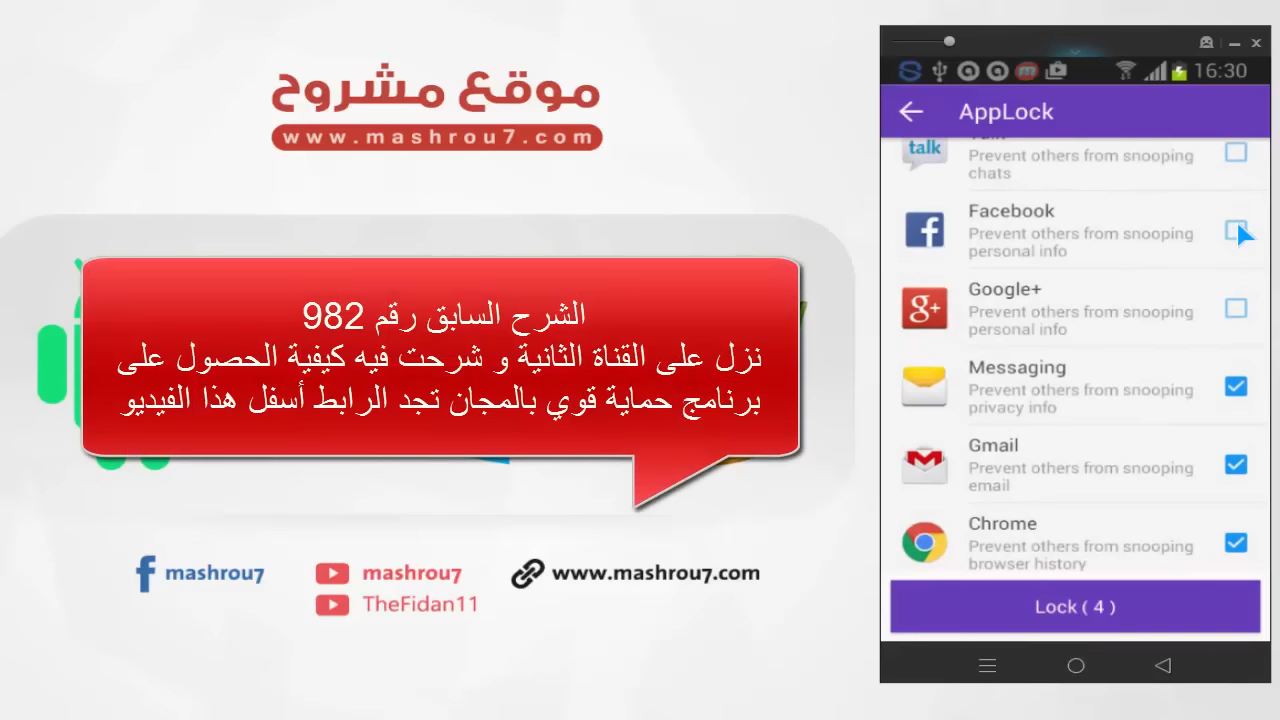 موقع مشروح
www.mashrou7.com
الشرح السابق رقم 982
نزل على القناة الثانية و شرحت فيه كيفية الحصول على
برنامج حماية قوي بالمجان تجد الرابط أسفل هذا الفيديو
mashrou7
mashrou7
www.mashrou7.com
TheFidan11
16:30
AppLock
talk
Prevent others from snooping
chats
Facebook
Prevent others from snooping
personal info
Google+
Prevent others from snooping
personal info
Messaging
Prevent others from snooping
privacy info
Gmail
Prevent others from snooping
email
Chrome
Prevent others from snooping
browser history
Lock ( 4 )